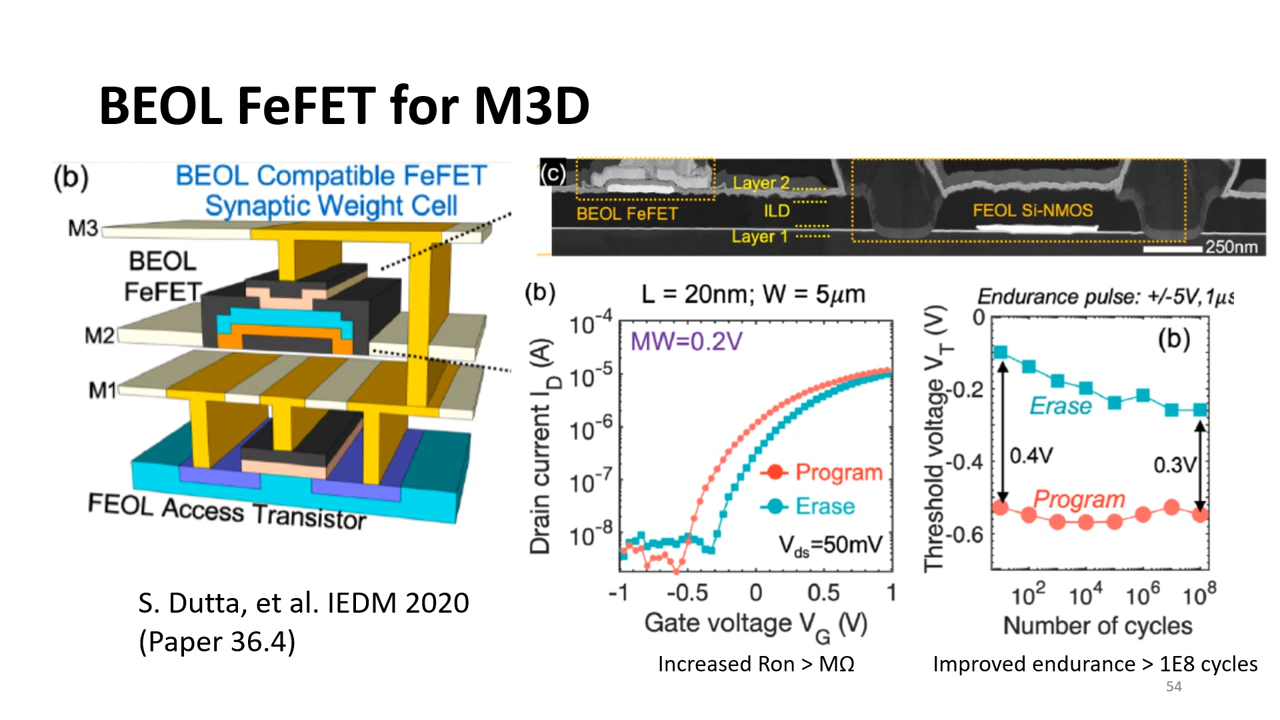 BEOL FeFET for M3D
(b)
BEOL Compatible FeFET
Synaptic Weight Cell
M3
BEOL
FeFET
M2
M1
FEOL Access Transistor
S. Dutta, et al. IEDM 2020
(Paper 36.4)
(c)
Layer 2
BEOL FeFET
ILD
FEOL Si-NMOS
Layer 1
250nm
(b)
L = 20nm; W = 5μm
MW=0.2V
Drain current I_D (A)
10^-4
10^-5
10^-6
10^-7
10^-8
Program
Erase
V_ds=50mV
-1 -0.5 0 0.5 1
Gate voltage V_G (V)
Increased Ron > MΩ
Endurance pulse: +/-5V,1μs
(b)
Threshold voltage V_T (V)
0
-0.2
-0.4
-0.6
Erase
0.4V
0.3V
Program
10^2 10^4 10^6 10^8
Number of cycles
Improved endurance > 1E8 cycles
54